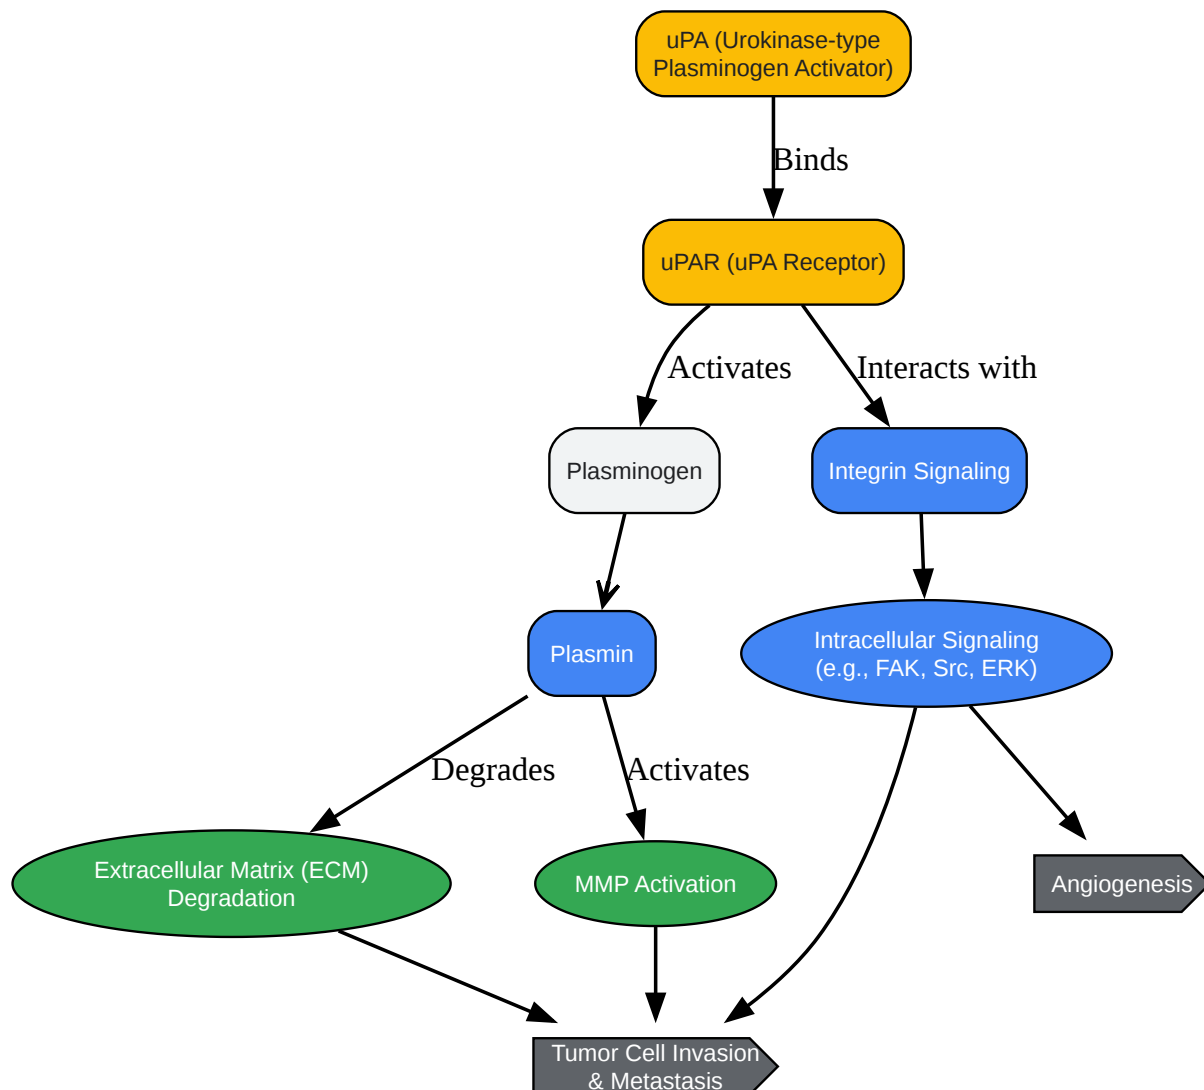 uPA (Urokinase-type
Plasminogen Activator)
Binds
uPAR (uPA Receptor)
Activates
Interacts with
Plasminogen
Integrin Signaling
Plasmin
Intracellular Signaling
(e.g., FAK, Src, ERK)
Degrades
Activates
Extracellular Matrix (ECM)
Degradation
MMP Activation
Angiogenesis
Tumor Cell Invasion
& Metastasis